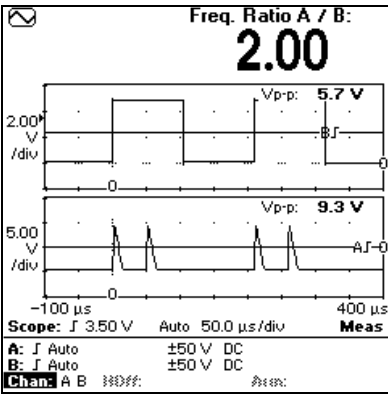 Freq. Ratio A / B:
2.00
Vp-p: 5.7 V
2.00
V
/div
B∫
0
0
Vp-p: 9.3 V
5.00
V
/div
A∫
0
0
−100 µs 400 µs
Scope: ∫ 3.50 V Auto 50.0 µs/div Meas
A: ∫ Auto ±50 V DC
B: ∫ Auto ±50 V DC
Chan: A B HOff: Arm: